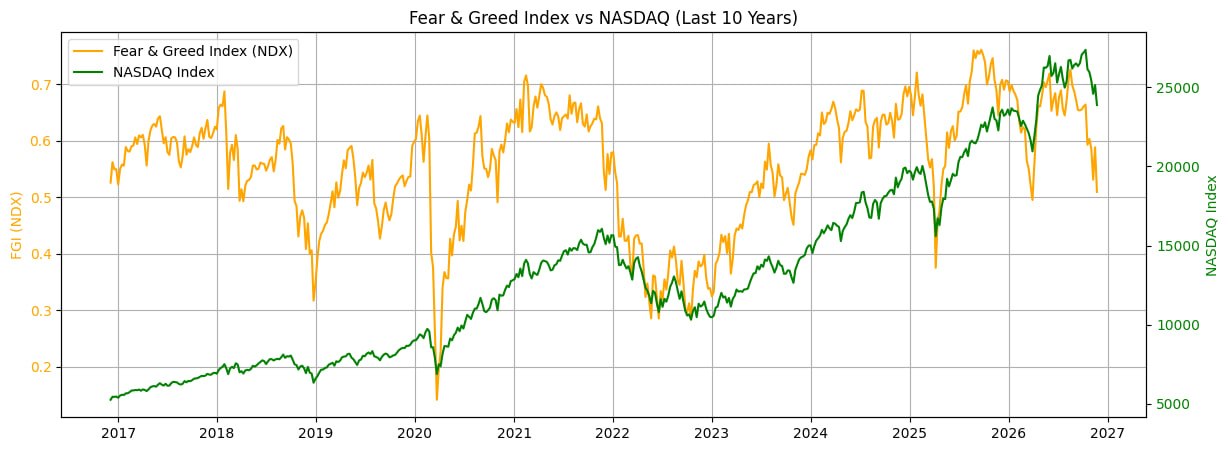 Fear & Greed Index vs NASDAQ (Last 10 Years)
Fear & Greed Index (NDX)
NASDAQ Index
FGI (NDX)
0.7
0.6
0.5
0.4
0.3
0.2
25000
20000
15000
10000
5000
NASDAQ Index
2017 2018 2019 2020 2021 2022 2023 2024 2025 2026 2027